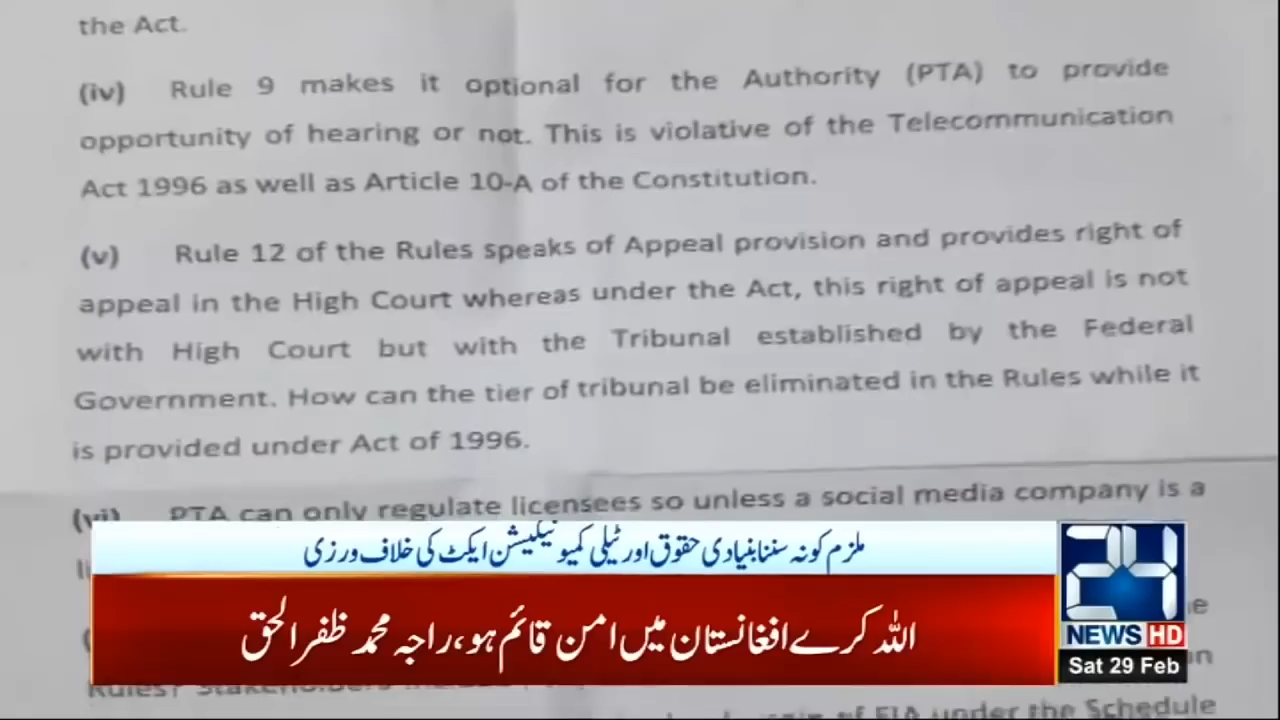 the Act.
(iv) Rule 9 makes it optional for the Authority (PTA) to provide
opportunity of hearing or not. This is violative of the Telecommunication
Act 1996 as well as Article 10-A of the Constitution.
(v) Rule 12 of the Rules speaks of Appeal provision and provides right of
appeal in the High Court whereas under the Act, this right of appeal is not
with High Court but with the Tribunal established by the Federal
Government. How can the tier of tribunal be eliminated in the Rules while it
is provided under Act of 1996.
(vi) PTA can only regulate licensees so unless a social media company is a
ملزم کو نہ سننا بنیادی حقوق اور ٹیلی کمیونیکیشن ایکٹ کی خلاف ورزی
اللہ کرے افغانستان میں امن قائم ہو، راجہ محمد ظفر الحق
24
NEWS HD
Sat 29 Feb
Rules?
of FIA under the Schedule